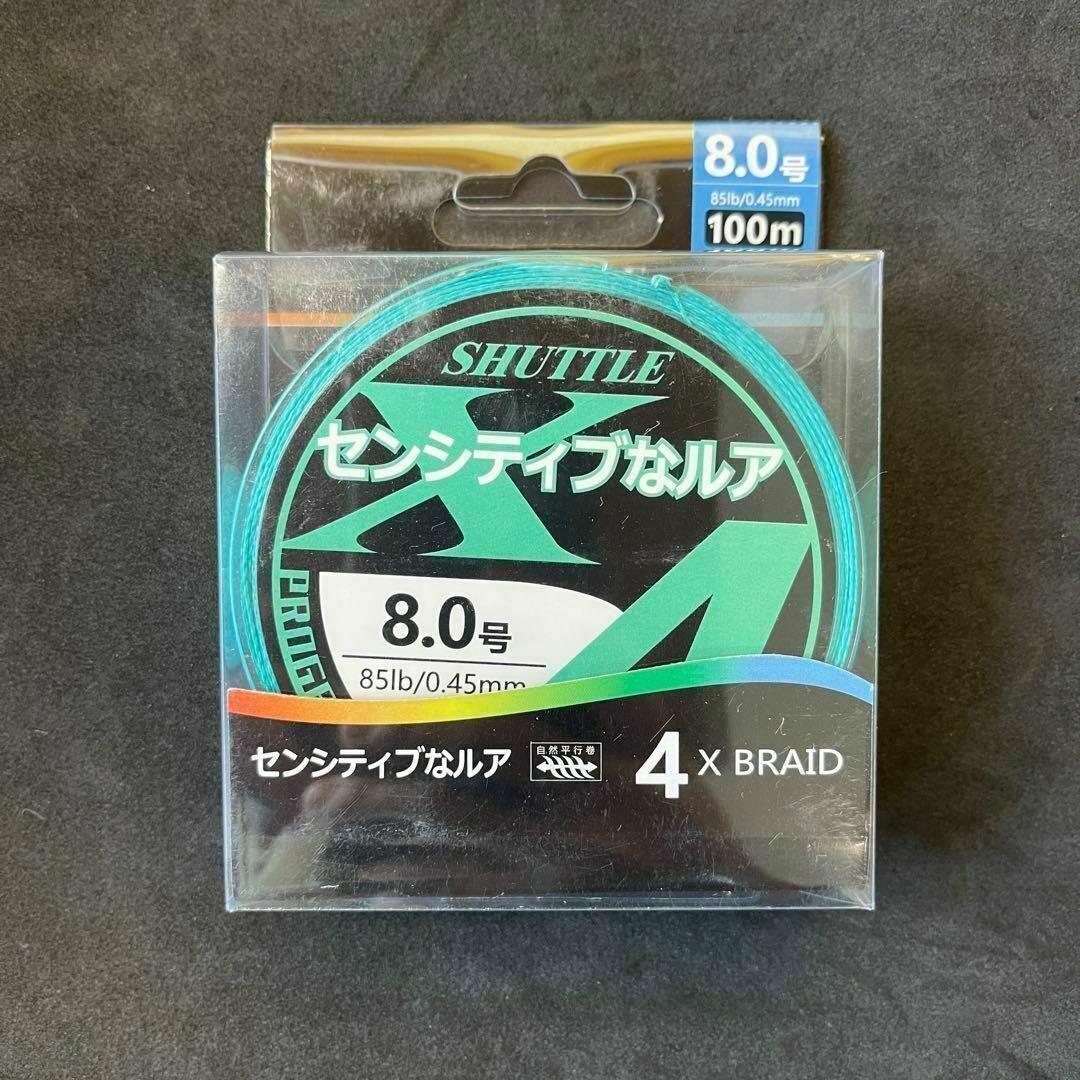 8.0号
85lb/0.45mm
100m
SHUTTLE
X
センシティブなルア
4
8.0号
85lb/0.45mm
センシティブなルア
自然平行巻
4 X BRAID